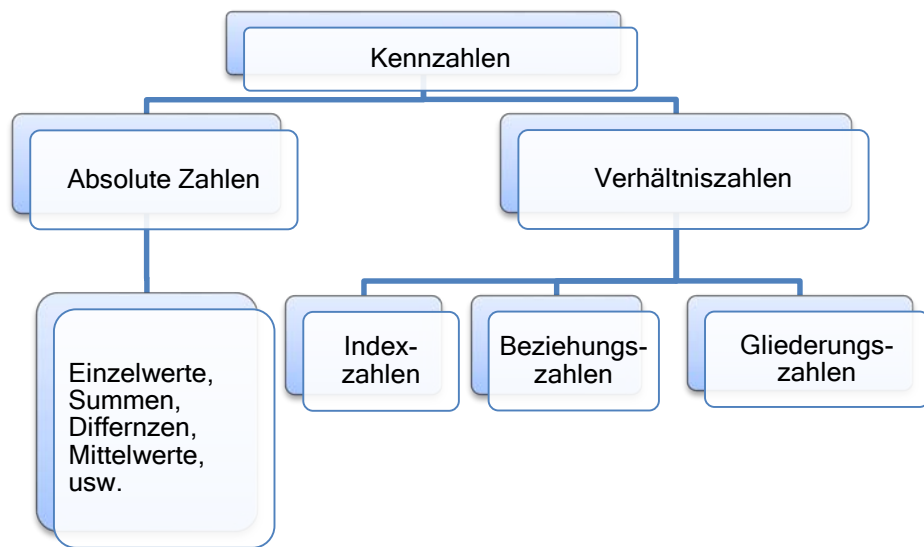 Kennzahlen
Absolute Zahlen
Verhältniszahlen
Einzelwerte,
Summen,
Differnzen,
Mittelwerte,
usw.
Index-
zahlen
Beziehungs-
zahlen
Gliederungs-
zahlen